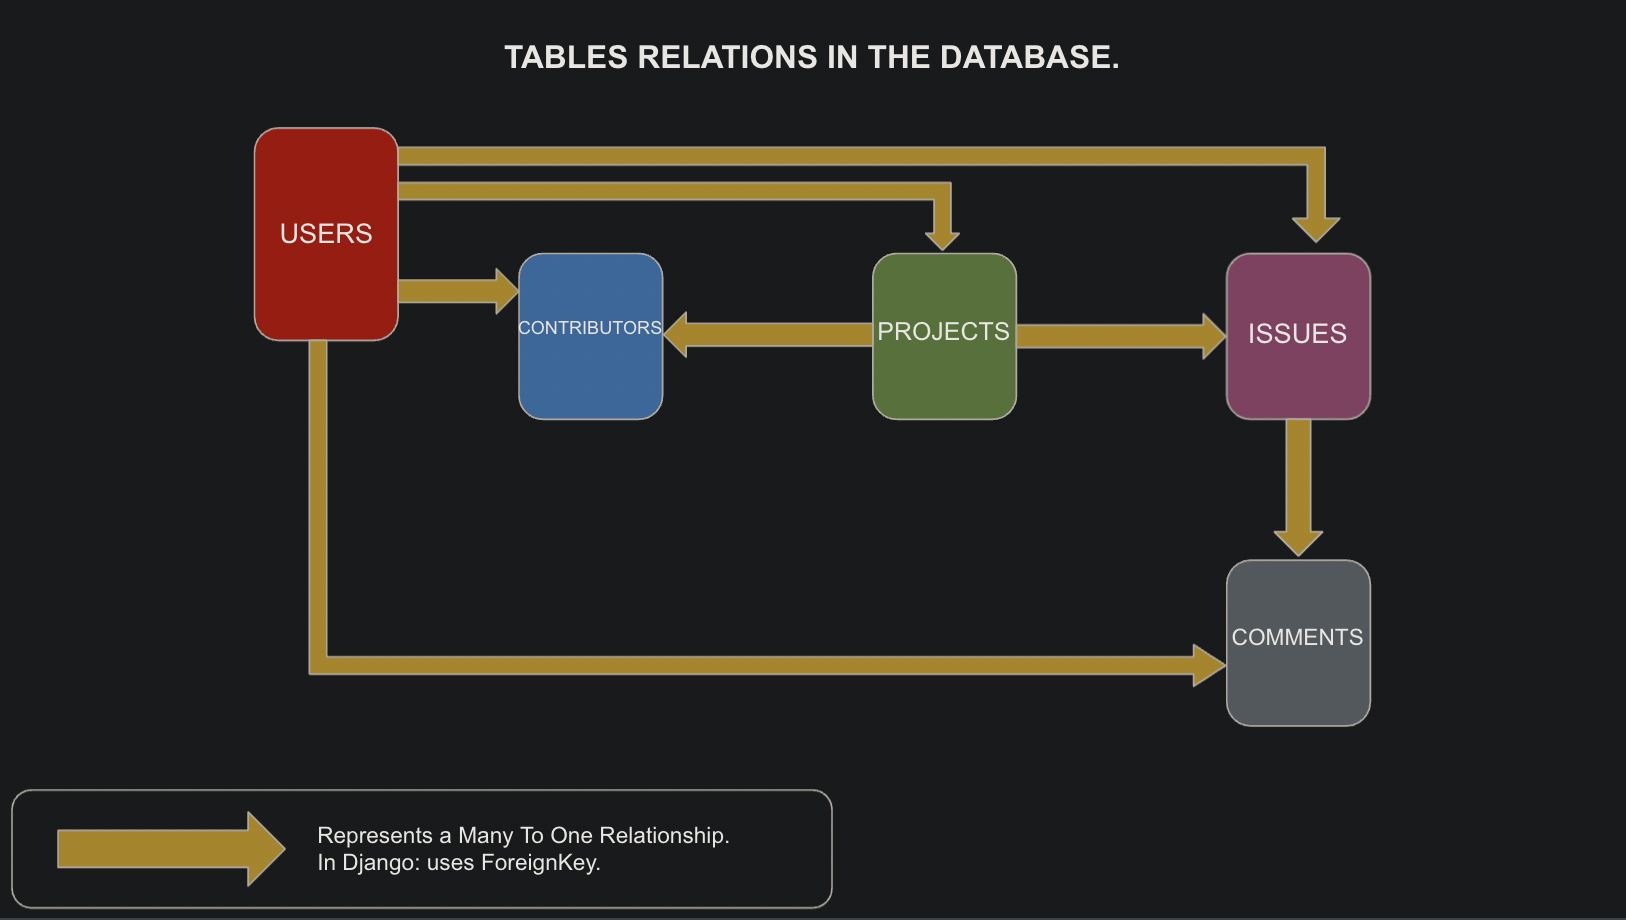 TABLES RELATIONS IN THE DATABASE.
USERS
CONTRIBUTORS
PROJECTS
ISSUES
COMMENTS
Represents a Many To One Relationship.
In Django: uses ForeignKey.